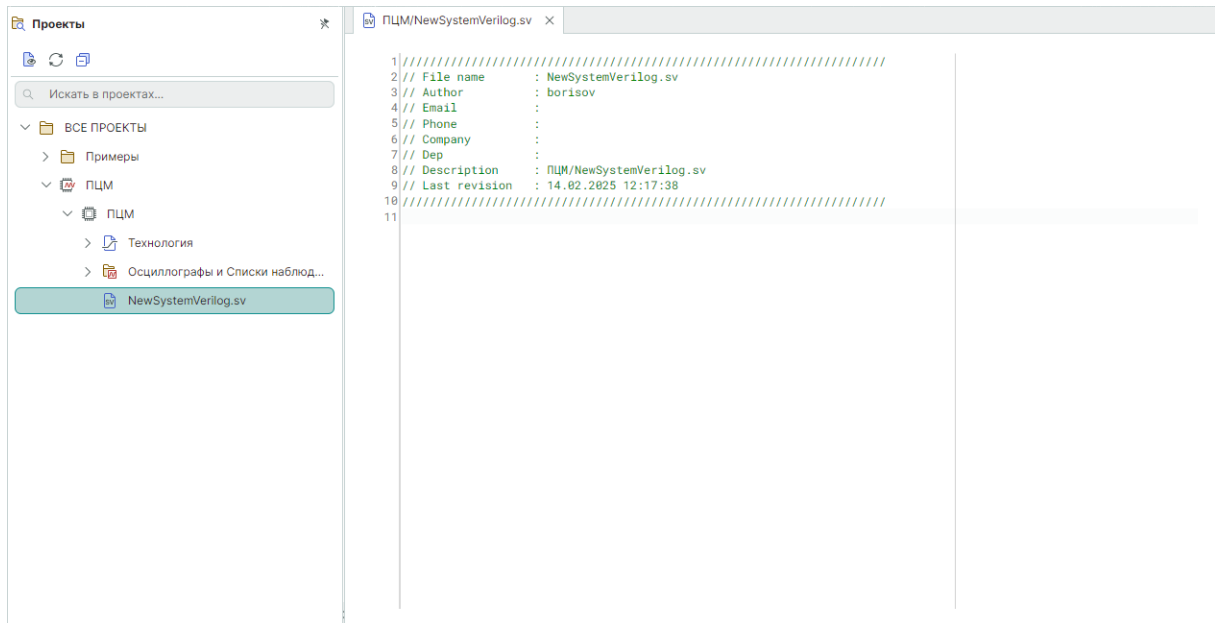 Проекты
Искать в проектах...
ВСЕ ПРОЕКТЫ
Примеры
ПЦМ
ПЦМ
Технология
Осциллографы и Списки наблюд...
NewSystemVerilog.sv
ПЦМ/NewSystemVerilog.sv
1 ///////////////////////////////////////////////////////////////////////
2 // File name : NewSystemVerilog.sv
3 // Author : borisov
4 // Email :
5 // Phone :
6 // Company :
7 // Dep :
8 // Description : ПЦМ/NewSystemVerilog.sv
9 // Last revision : 14.02.2025 12:17:38
10 ///////////////////////////////////////////////////////////////////////
11